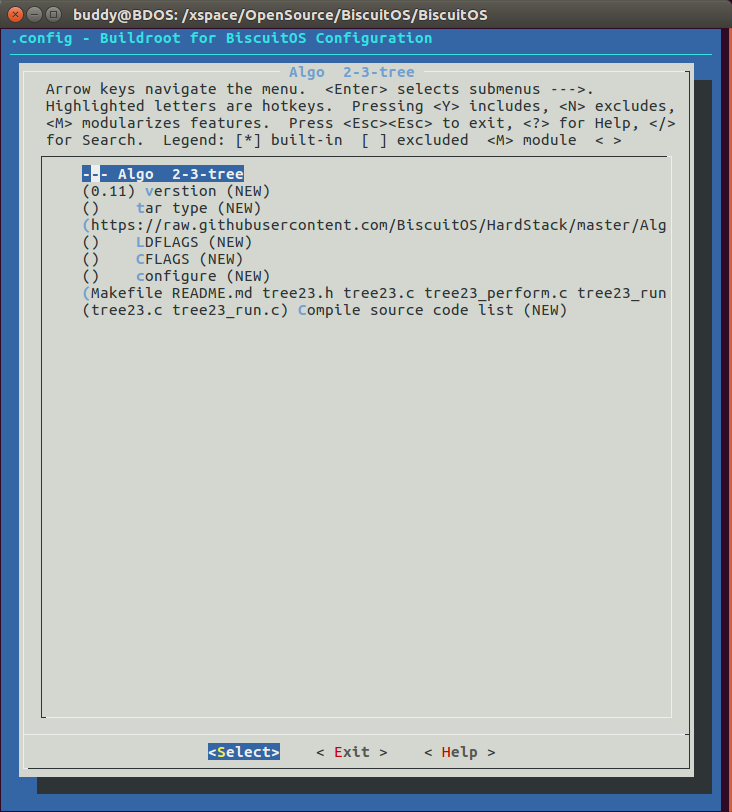 buddy@BDOS: /xspace/OpenSource/BiscuitOS/BiscuitOS
.config - Buildroot for BiscuitOS Configuration
Algo  2-3-tree
Arrow keys navigate the menu.  <Enter> selects submenus --->.
Highlighted letters are hotkeys.  Pressing <Y> includes, <N> excludes,
<M> modularizes features.  Press <Esc><Esc> to exit, <?> for Help, </>
for Search.  Legend: [*] built-in  [ ] excluded  <M> module  < >
--- Algo  2-3-tree
(0.11) verstion (NEW)
()    tar type (NEW)
(https://raw.githubusercontent.com/BiscuitOS/HardStack/master/Alg
()    LDFLAGS (NEW)
()    CFLAGS (NEW)
()    configure (NEW)
(Makefile README.md tree23.h tree23.c tree23_perform.c tree23_run
(tree23.c tree23_run.c) Compile source code list (NEW)
<Select>    < Exit >    < Help >